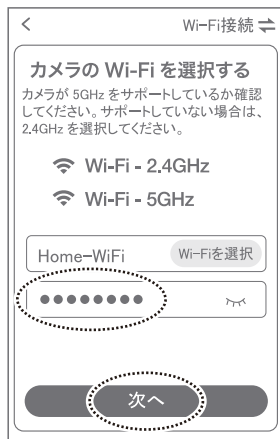 Wi-Fi接続
カメラの Wi-Fi を選択する
カメラが 5GHz をサポートしているか確認
してください。サポートしていない場合は、
2.4GHz を選択してください。
Wi-Fi - 2.4GHz
Wi-Fi - 5GHz
Home-WiFi Wi-Fiを選択
●●●●●●●●
次へ